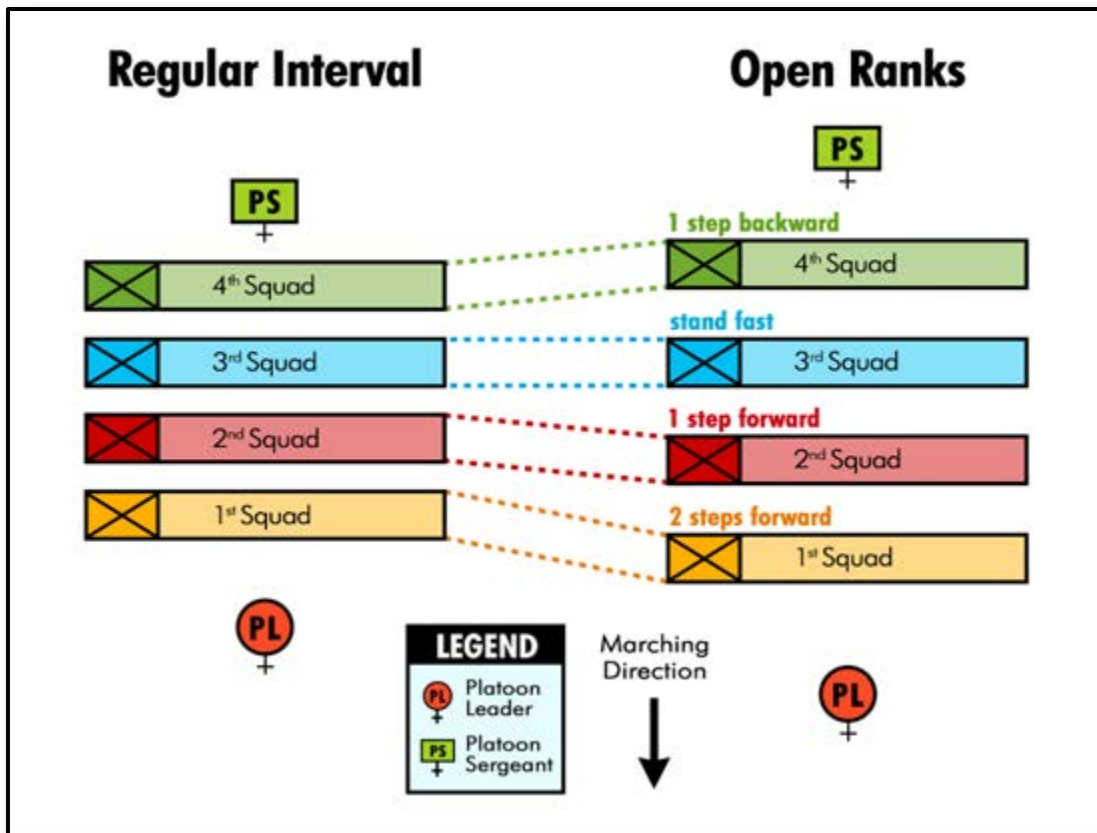 Regular Interval
PS
4th Squad
3rd Squad
2nd Squad
1st Squad
PL
Open Ranks
PS
1 step backward
4th Squad
stand fast
3rd Squad
1 step forward
2nd Squad
2 steps forward
1st Squad
PL
LEGEND
PL Platoon
Leader
PS Platoon
Sergeant
Marching
Direction